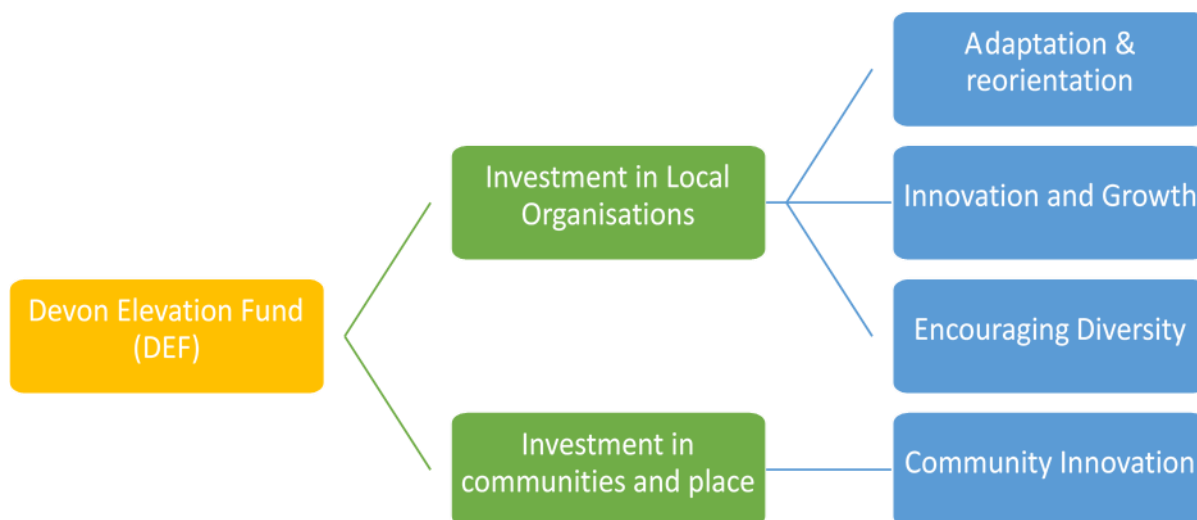 Adaptation &
reorientation
Investment in Local
Organisations
Innovation and Growth
Devon Elevation Fund
(DEF)
Encouraging Diversity
Investment in
communities and place
Community Innovation